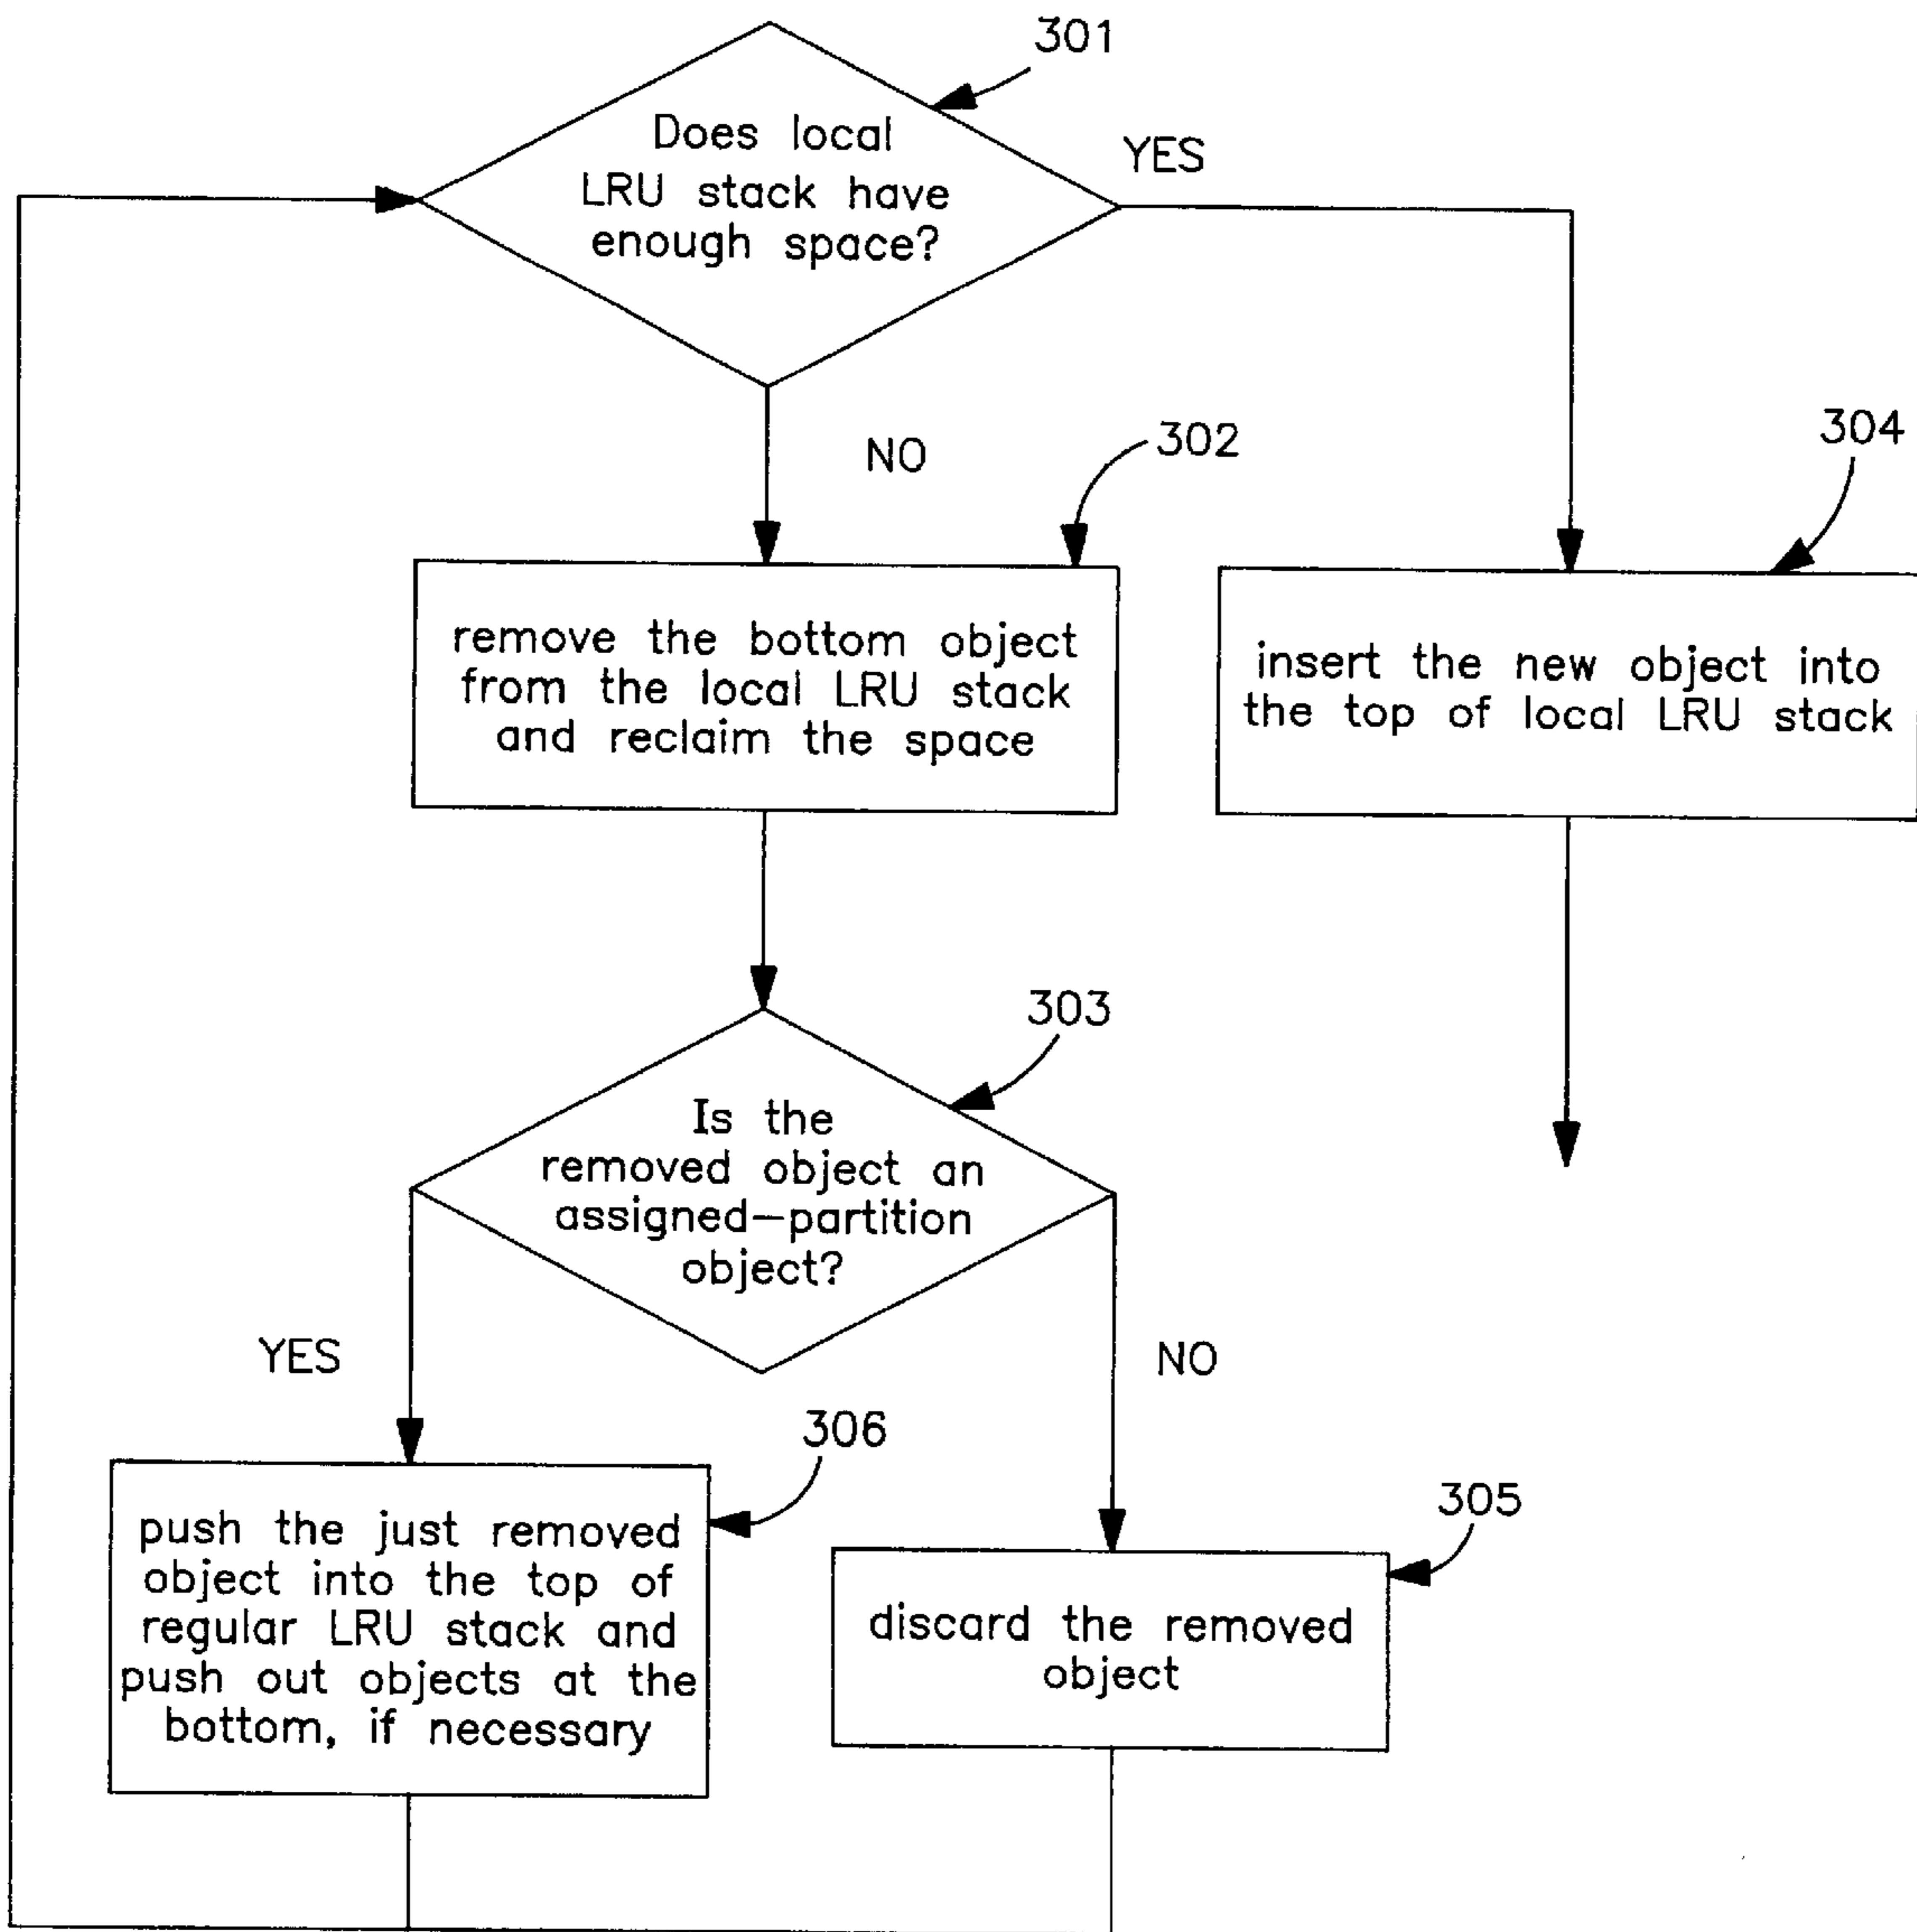 301
Does local
LRU stack have
enough space?
YES
NO
302
304
remove the bottom object
from the local LRU stack
and reclaim the space
insert the new object into
the top of local LRU stack
303
Is the
removed object an
assigned-partition
object?
YES
NO
306
305
push the just removed
object into the top of
regular LRU stack and
push out objects at the
bottom, if necessary
discard the removed
object